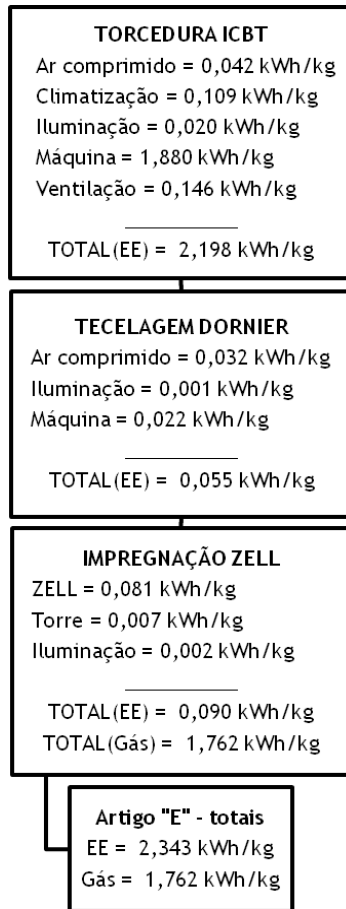 TORCEDURA ICBT
Ar comprimido = 0,042 kWh/kg
Climatização = 0,109 kWh/kg
Iluminação = 0,020 kWh/kg
Máquina = 1,880 kWh/kg
Ventilação = 0,146 kWh/kg
TOTAL(EE) = 2,198 kWh/kg
TECELAGEM DORNIER
Ar comprimido = 0,032 kWh/kg
Iluminação = 0,001 kWh/kg
Máquina = 0,022 kWh/kg
TOTAL(EE) = 0,055 kWh/kg
IMPREGNAÇÃO ZELL
ZELL = 0,081 kWh/kg
Torre = 0,007 kWh/kg
Iluminação = 0,002 kWh/kg
TOTAL(EE) = 0,090 kWh/kg
TOTAL(Gás) = 1,762 kWh/kg
Artigo "E" - totais
EE = 2,343 kWh/kg
Gás = 1,762 kWh/kg